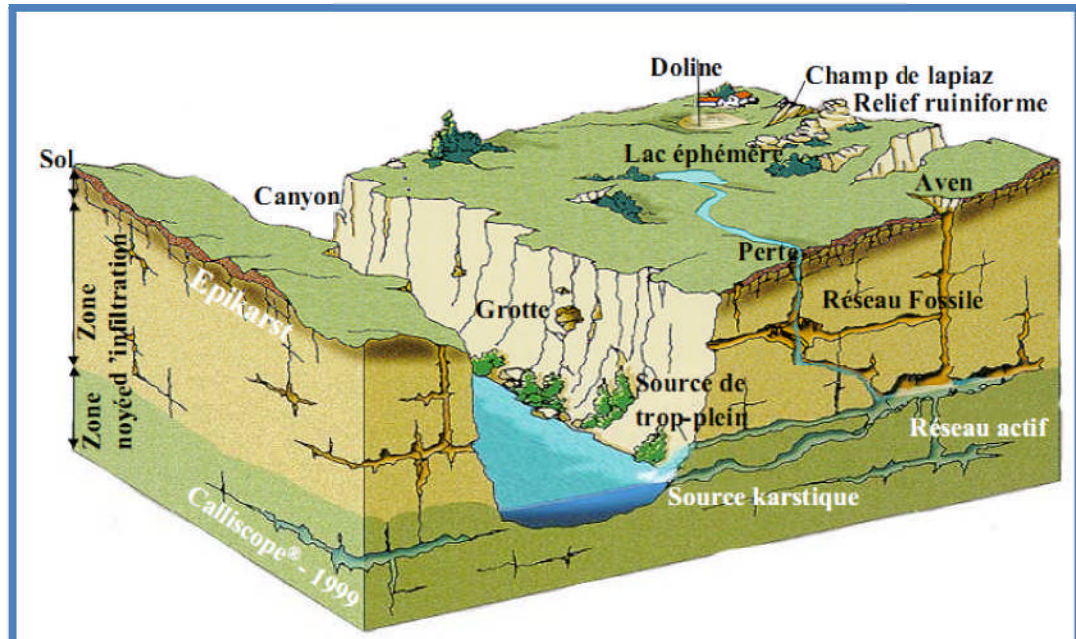 Doline
Champ de lapiaz
Relief ruiniforme
Lac éphémère
Sol
Canyon
Aven
Perte
Epikarst
Réseau Fossile
Grotte
Zone
noyéed 'infiltration
Zone
Source de
trop-plein
Réseau actif
Source karstique
Calliscope® - 1999